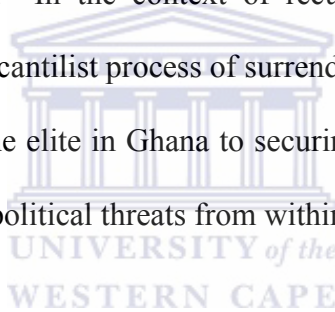 In the context of recu
cantilist process of surrend
e elite in Ghana to securin
political threats from within
UNIVERSITY of the
WESTERN CAPE